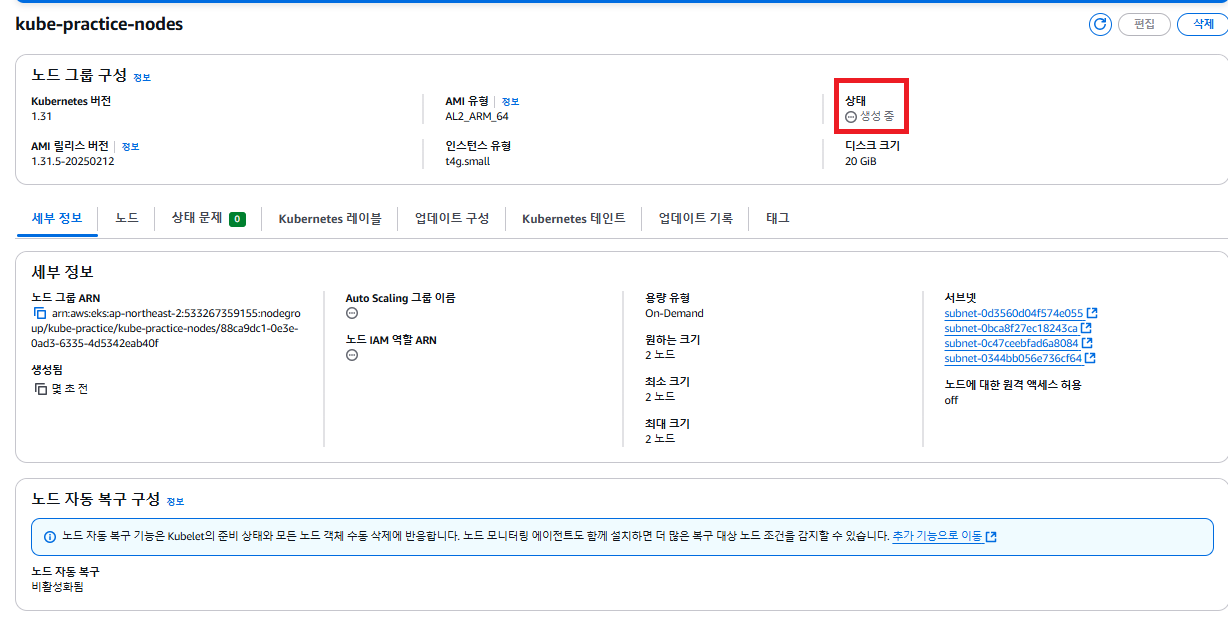 kube-practice-nodes
편집
삭제
노드 그룹 구성 정보
Kubernetes 버전
1.31
AMI 릴리스 버전 정보
1.31.5-20250212
AMI 유형 정보
AL2_ARM_64
인스턴스 유형
t4g.small
상태
생성 중
디스크 크기
20 GiB
세부 정보 노드 상태 문제 0 Kubernetes 레이블 업데이트 구성 Kubernetes 테인트 업데이트 기록 태그
세부 정보
노드 그룹 ARN
arn:aws:eks:ap-northeast-2:533267359155:nodegro
up/kube-practice/kube-practice-nodes/88ca9dc1-0e3e-
0ad3-6335-4d5342eab40f
생성됨
몇 초 전
Auto Scaling 그룹 이름
노드 IAM 역할 ARN
용량 유형
On-Demand
원하는 크기
2 노드
최소 크기
2 노드
최대 크기
2 노드
서브넷
subnet-0d3560d04f574e055
subnet-0bca8f27ec18243ca
subnet-0c47ceebfad6a8084
subnet-0344bb056e736cf64
노드에 대한 원격 액세스 허용
off
노드 자동 복구 구성 정보
노드 자동 복구 기능은 Kubelet의 준비 상태와 모든 노드 객체 수동 삭제에 반응합니다. 노드 모니터링 에이전트도 함께 설치하면 더 많은 복구 대상 노드 조건을 감지할 수 있습니다. 추가 기능으로 이동
노드 자동 복구
비활성화됨